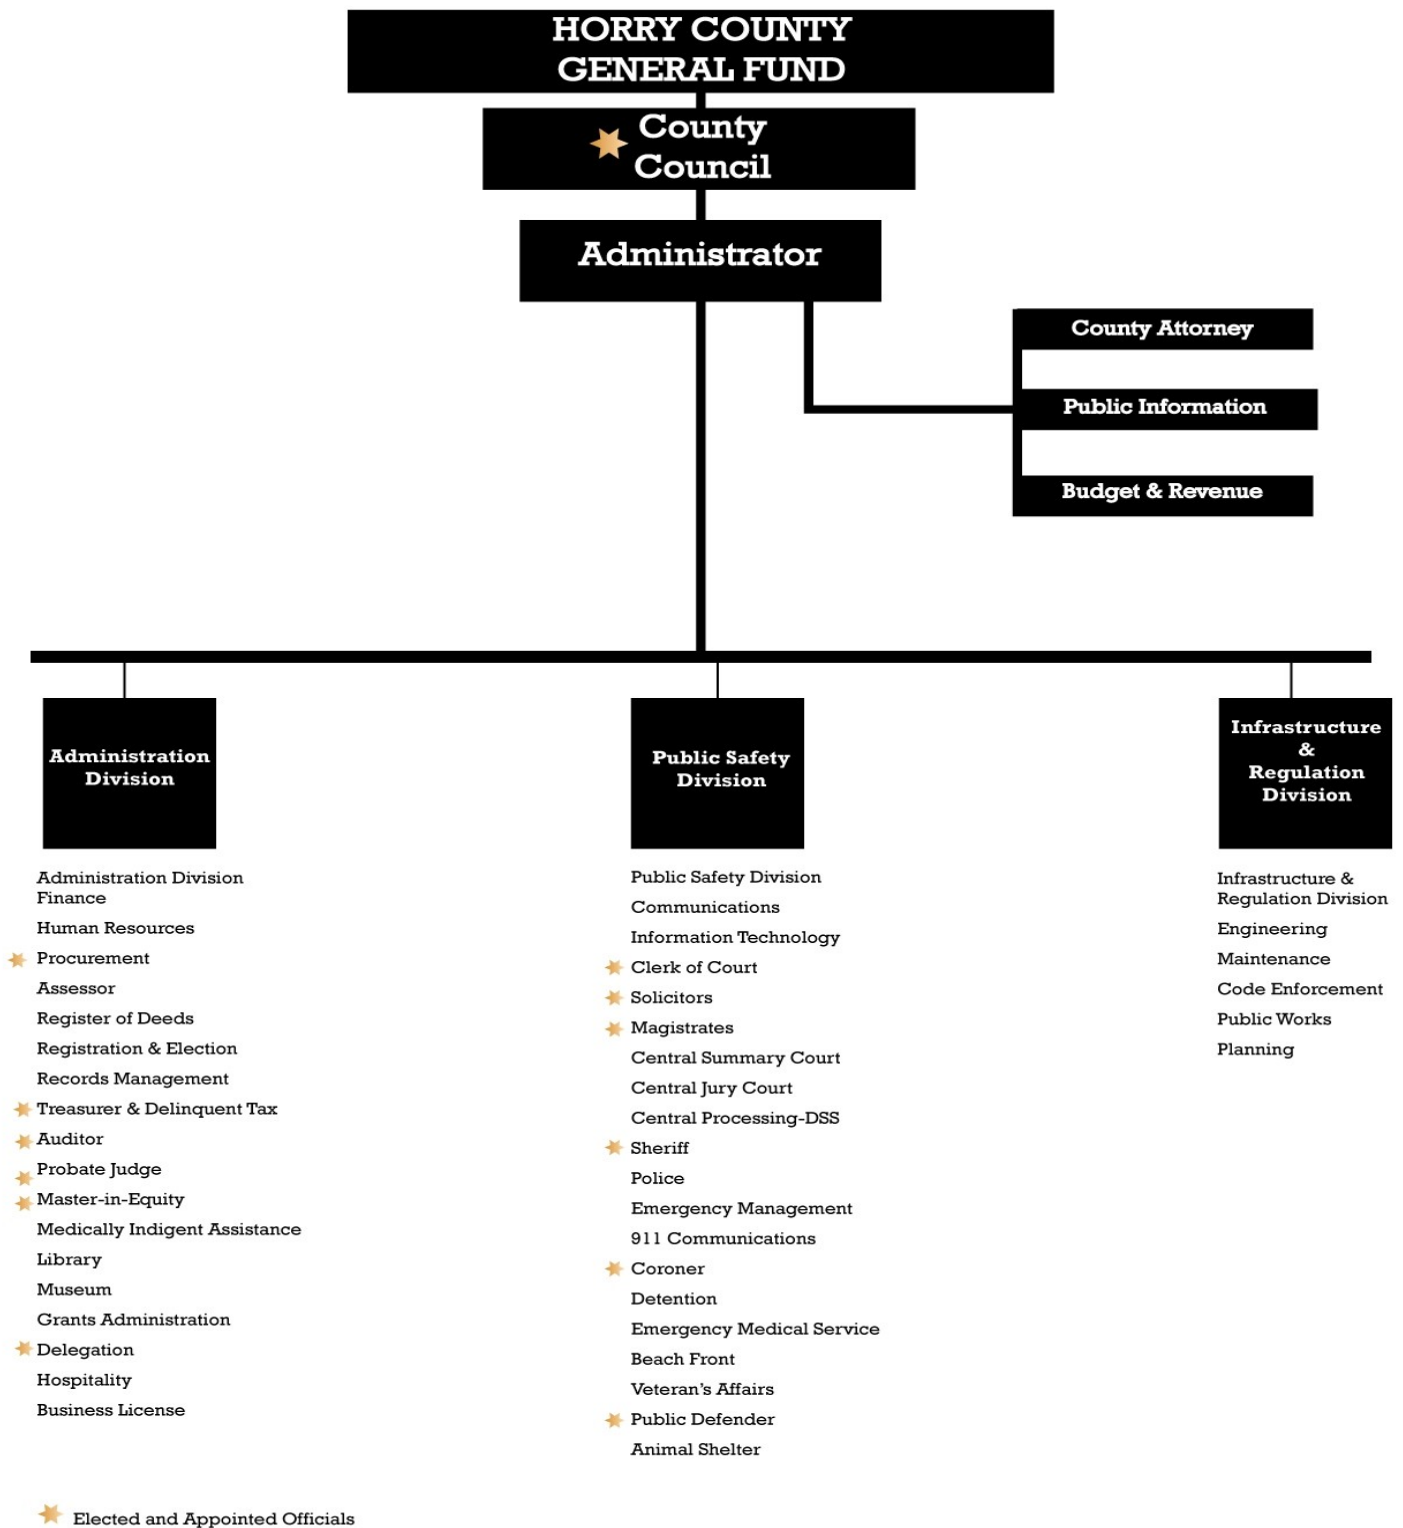 HORRY COUNTY
GENERAL FUND
County
Council
Administrator
County Attorney
Public Information
Budget & Revenue
Administration
Division
Administration Division
Finance
Human Resources
Procurement
Assessor
Register of Deeds
Registration & Election
Records Management
Treasurer & Delinquent Tax
Auditor
Probate Judge
Master-in-Equity
Medically Indigent Assistance
Library
Museum
Grants Administration
Delegation
Hospitality
Business License
Public Safety
Division
Public Safety Division
Communications
Information Technology
Clerk of Court
Solicitors
Magistrates
Central Summary Court
Central Jury Court
Central Processing-DSS
Sheriff
Police
Emergency Management
911 Communications
Coroner
Detention
Emergency Medical Service
Beach Front
Veteran's Affairs
Public Defender
Animal Shelter
Infrastructure
&
Regulation
Division
Infrastructure &
Regulation Division
Engineering
Maintenance
Code Enforcement
Public Works
Planning
Elected and Appointed Officials